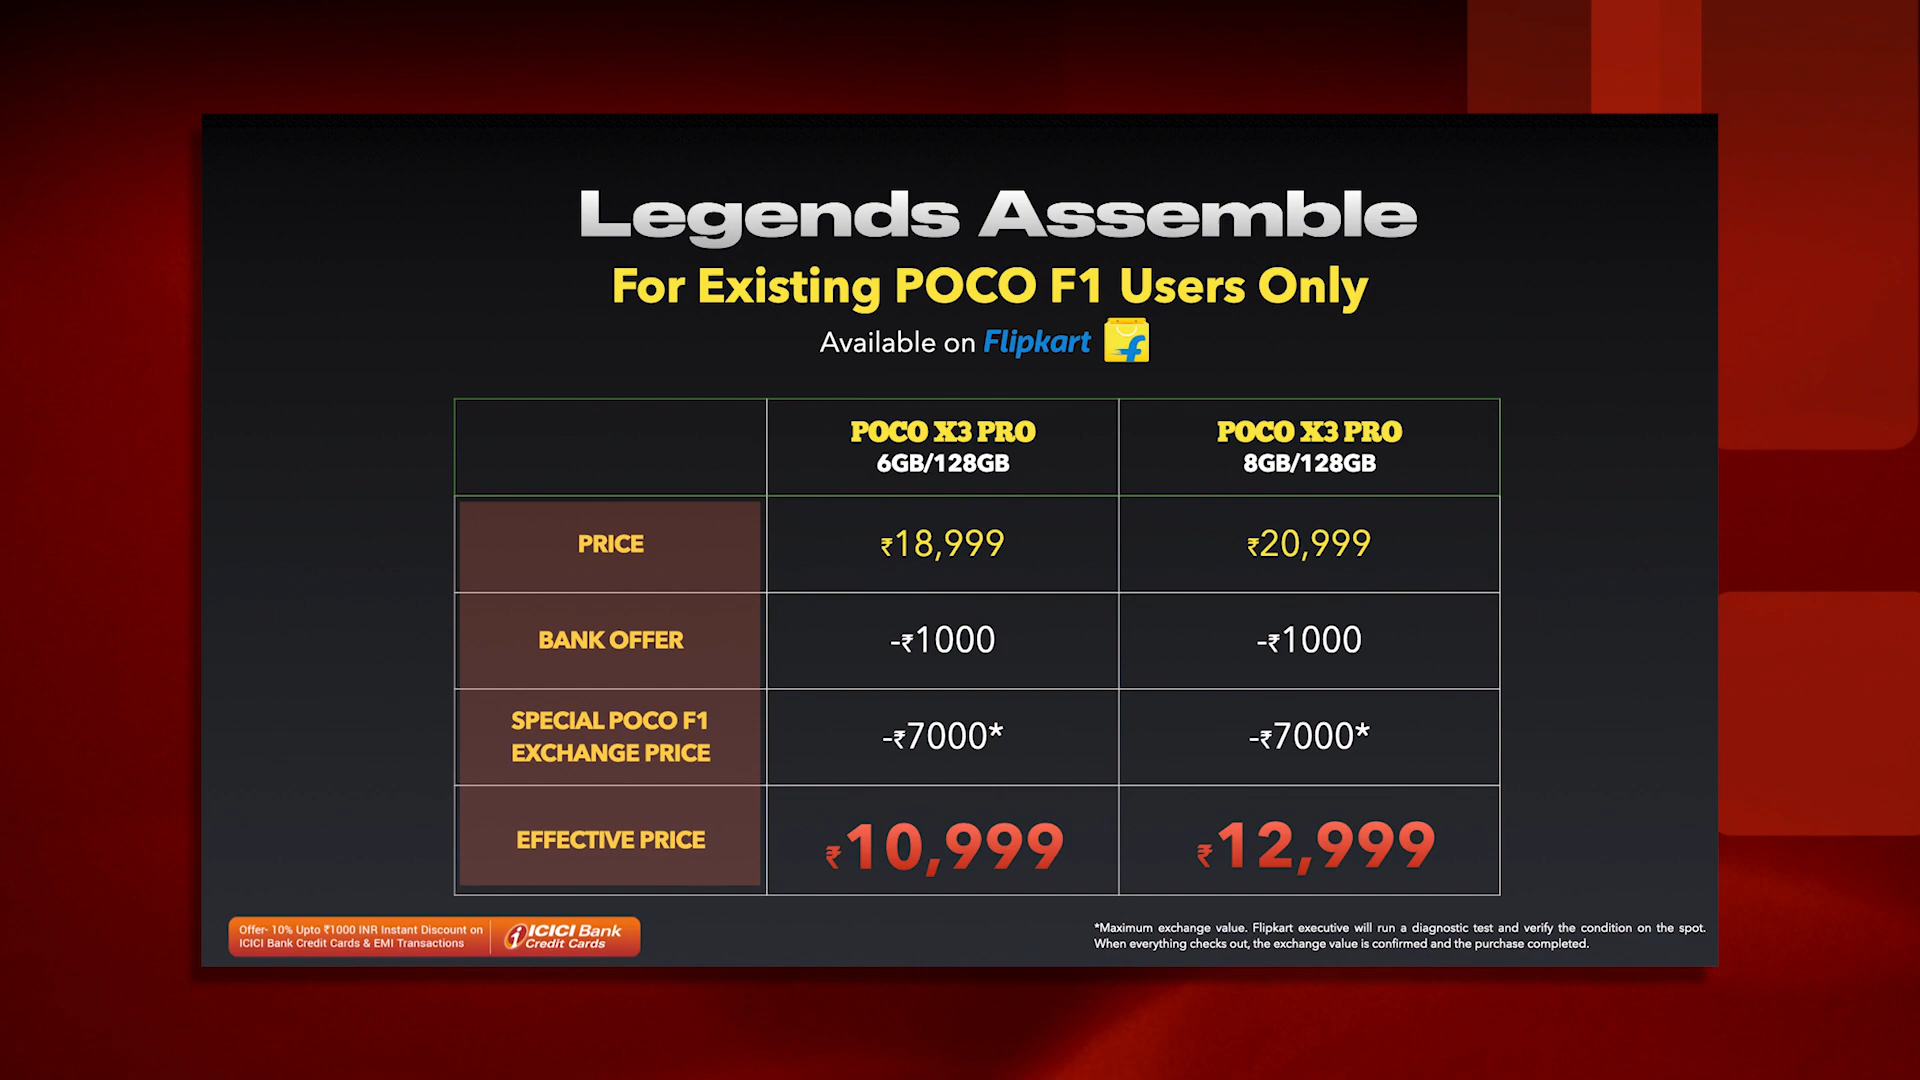 Legends Assemble
For Existing POCO F1 Users Only
Available on Flipkart
POCO X3 PRO
6GB/128GB
POCO X3 PRO
8GB/128GB
PRICE
₹18,999
₹20,999
BANK OFFER
-₹1000
-₹1000
SPECIAL POCO F1
EXCHANGE PRICE
-₹7000*
-₹7000*
EFFECTIVE PRICE
₹10,999
₹12,999
Offer- 10% Upto ₹1000 INR Instant Discount on
ICICI Bank Credit Cards & EMI Transactions
ICICI Bank
Credit Cards
*Maximum exchange value. Flipkart executive will run a diagnostic test and verify the condition on the spot.
When everything checks out, the exchange value is confirmed and the purchase completed.